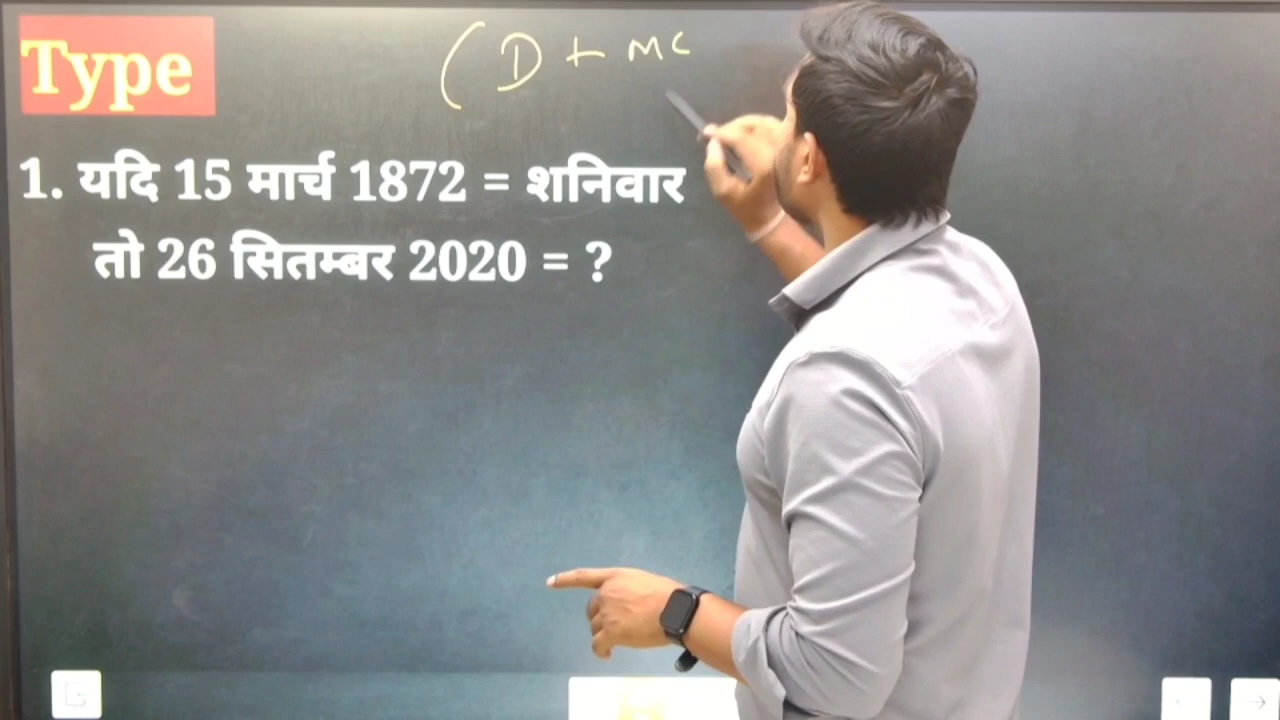 Type
( D + MC
1. यदि 15 मार्च 1872 = शनिवार
तो 26 सितम्बर 2020 = ?